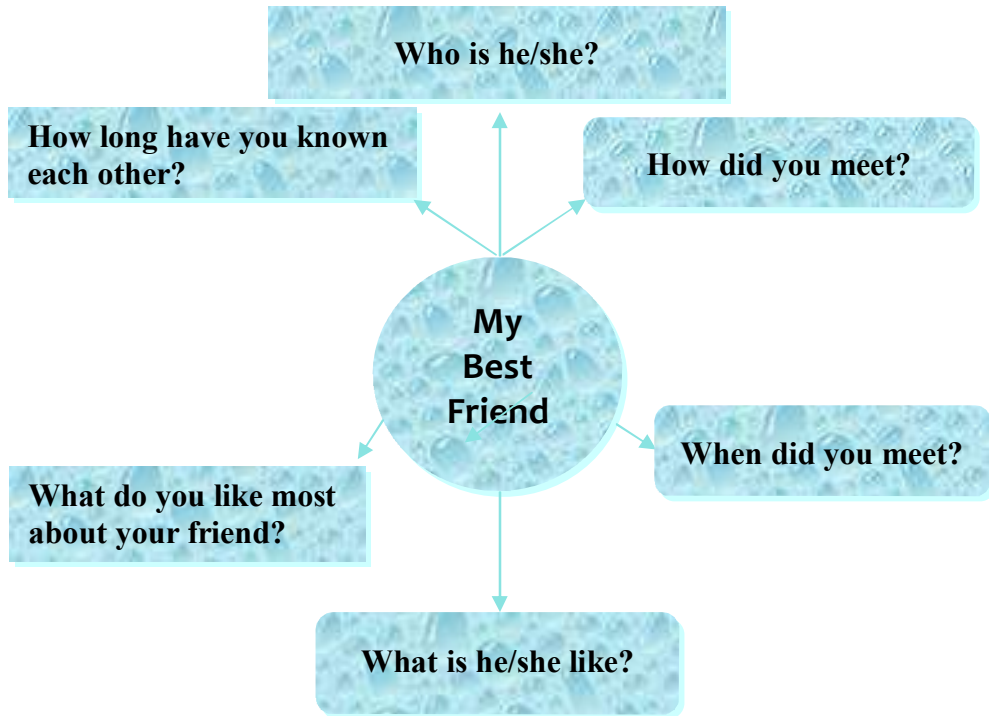 Who is he/she?
How long have you known
each other?
How did you meet?
My
Best
Friend
When did you meet?
What do you like most
about your friend?
What is he/she like?